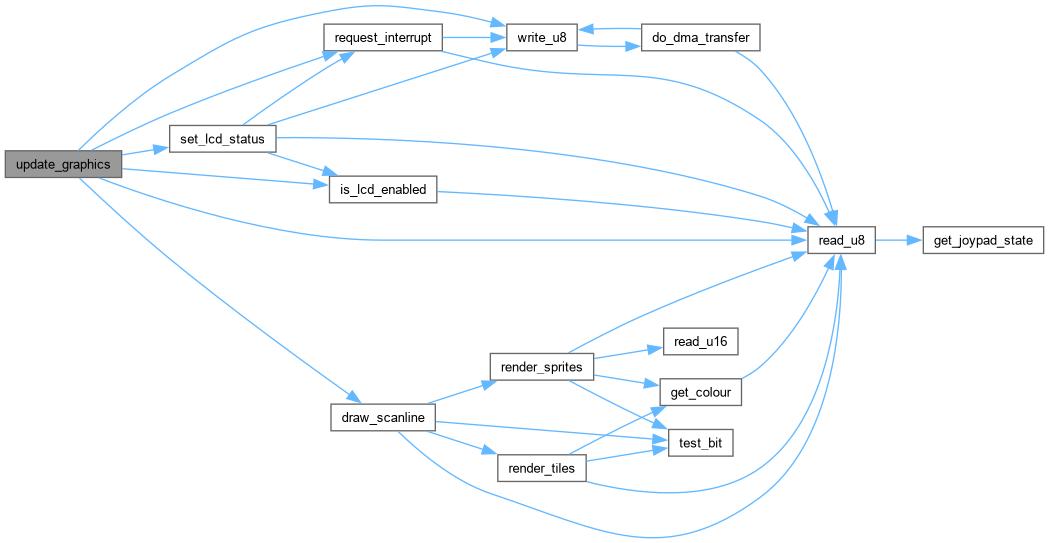 request_interrupt
write_u8
do_dma_transfer
set_lcd_status
update_graphics
is_lcd_enabled
read_u8
get_joypad_state
read_u16
render_sprites
get_colour
draw_scanline
test_bit
render_tiles